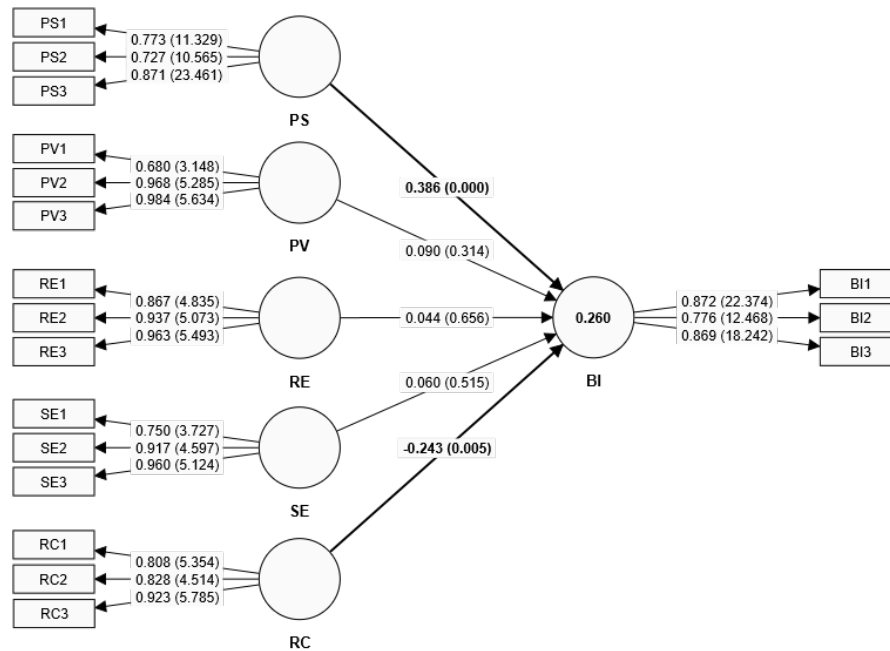 PS1
0.773 (11.329)
PS2
0.727 (10.565)
PS3
0.871 (23.461)
PS
PV1
0.680 (3.148)
PV2
0.968 (5.285)
PV3
0.984 (5.634)
PV
0.386 (0.000)
0.090 (0.314)
RE1
0.867 (4.835)
RE2
0.937 (5.073)
RE3
0.963 (5.493)
RE
0.044 (0.656)
0.260
BI
0.872 (22.374)
BI1
0.776 (12.468)
BI2
0.869 (18.242)
BI3
0.060 (0.515)
SE1
0.750 (3.727)
SE2
0.917 (4.597)
SE3
0.960 (5.124)
SE
-0.243 (0.005)
RC1
0.808 (5.354)
RC2
0.828 (4.514)
RC3
0.923 (5.785)
RC